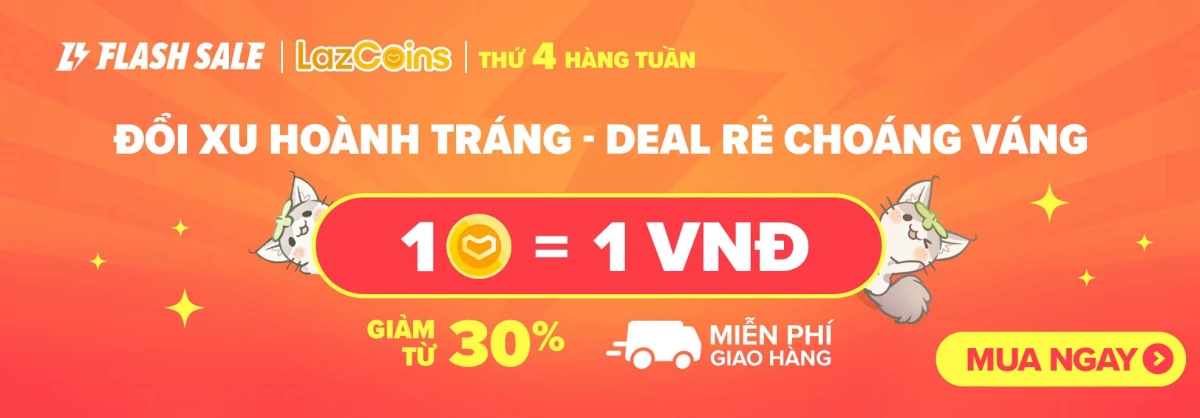 FLASH SALE | LazCoins | THỨ 4 HÀNG TUẦN
ĐỔI XU HOÀNH TRÁNG - DEAL RẺ CHOÁNG VÁNG
1 = 1 VNĐ
GIẢM TỪ 30%
MIỄN PHÍ
GIAO HÀNG
MUA NGAY